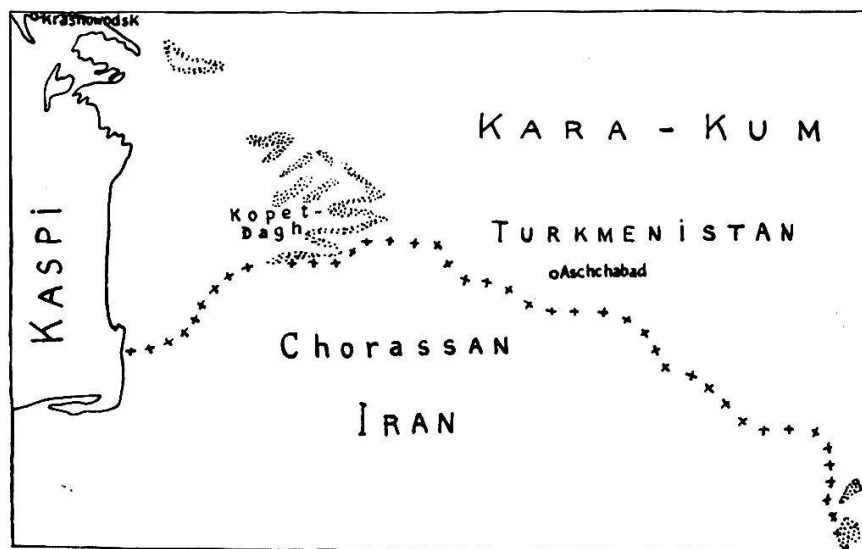 Krasnowodsk
KARA - KUM
Kopet-
Dagh
TURKMENiSTAN
Aschchabad
KASPi
CHORASSAN
IRAN